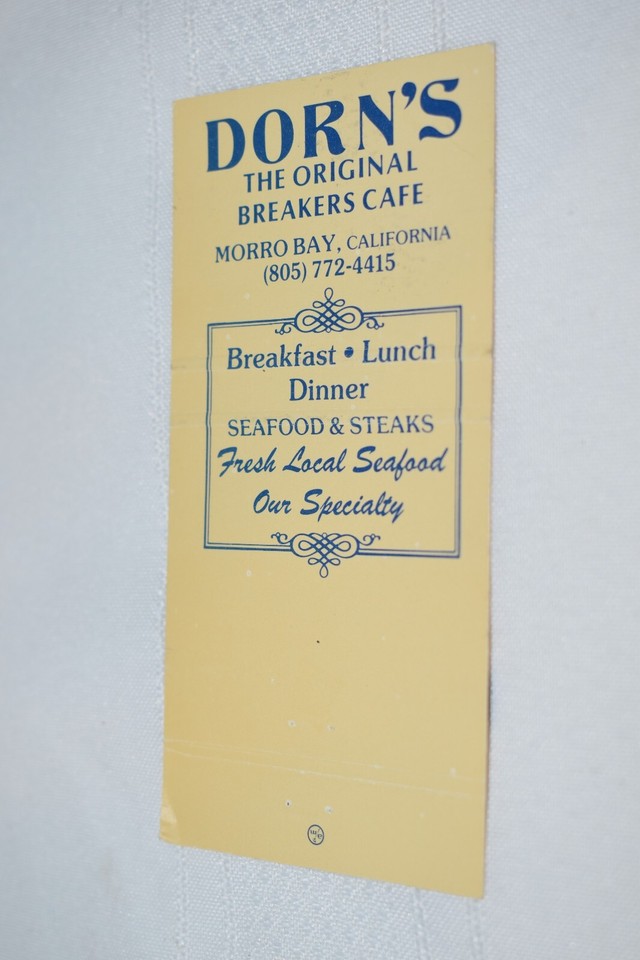 DORN'S
THE ORIGINAL
BREAKERS CAFE
MORRO BAY, CALIFORNIA
(805) 772-4415
Breakfast • Lunch
Dinner
SEAFOOD & STEAKS
Fresh Local Seafood
Our Specialty